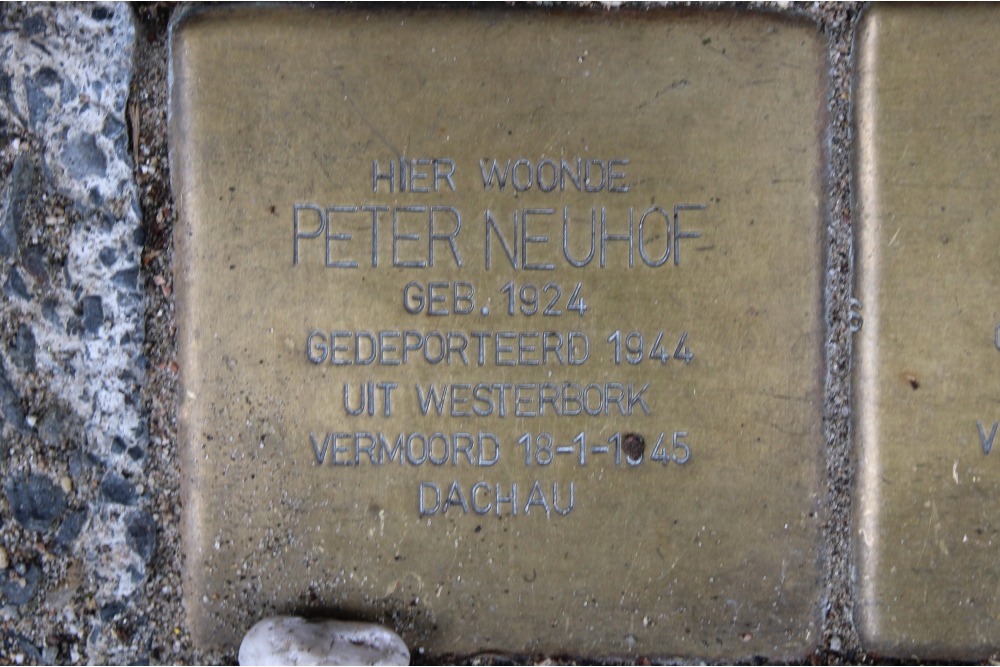 HIER WOONDE
PETER NEUHOF
GEB. 1924
GEDEPORTEERD 1944
UIT WESTERBORK
VERMOORD 18-1-1945
DACHAU